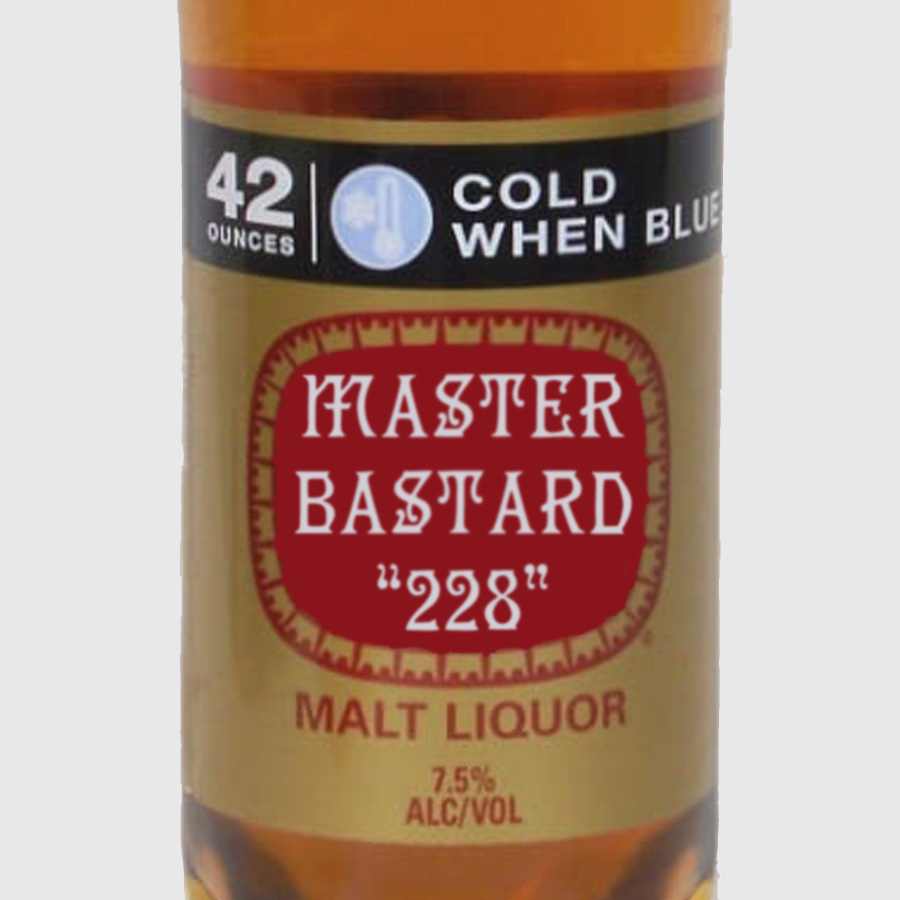 42
OUNCES
COLD
WHEN BLUE
MASTER
BASTARD
“228”
MALT LIQUOR
7.5%
ALC/VOL